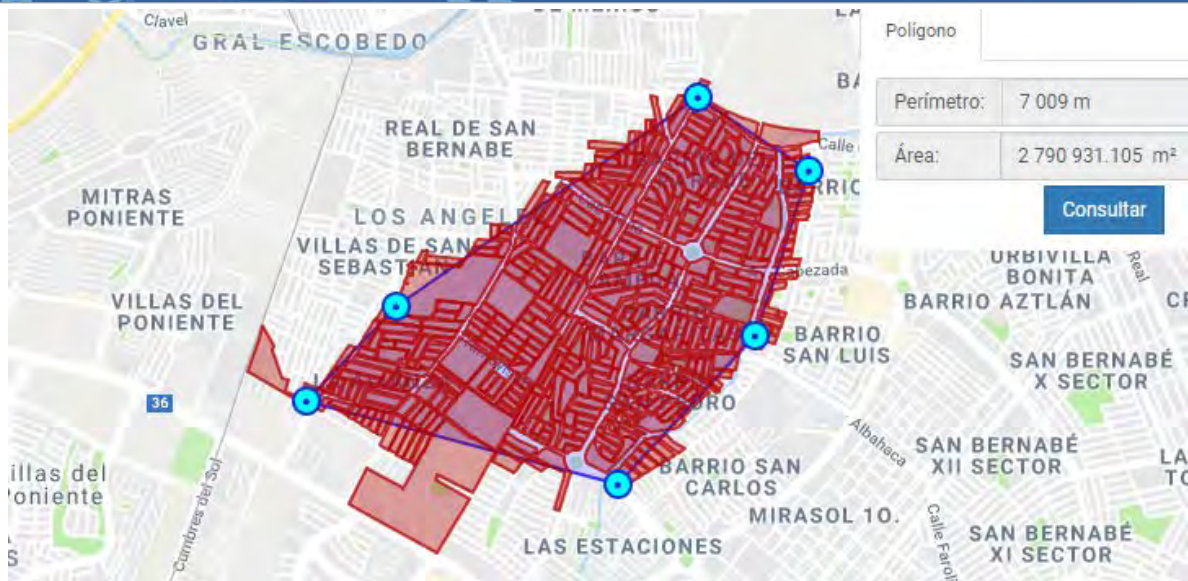 Clavel
GRAL ESCOBEDO
Polígono
Perímetro: 7 009 m
Área: 2 790 931.105 m²
Consultar
REAL DE SAN
BERNABE
Calle
MITRAS
PONIENTE
LOS ANGEL
VILLAS DE SAN
SEBAST
VILLAS DEL
PONIENTE
URBIVILLA
BONITA
Real
BARRIO AZTLÁN
BARRIO
SAN LUIS
SAN BERNABÉ
X SECTOR
36
Albahaca
SAN BERNABÉ
XII SECTOR
illas del
Poniente
BARRIO SAN
CARLOS
MIRASOL 1O.
Cumbres del Sol
LAS ESTACIONES
Calle Faroli
SAN BERNABÉ
XI SECTOR